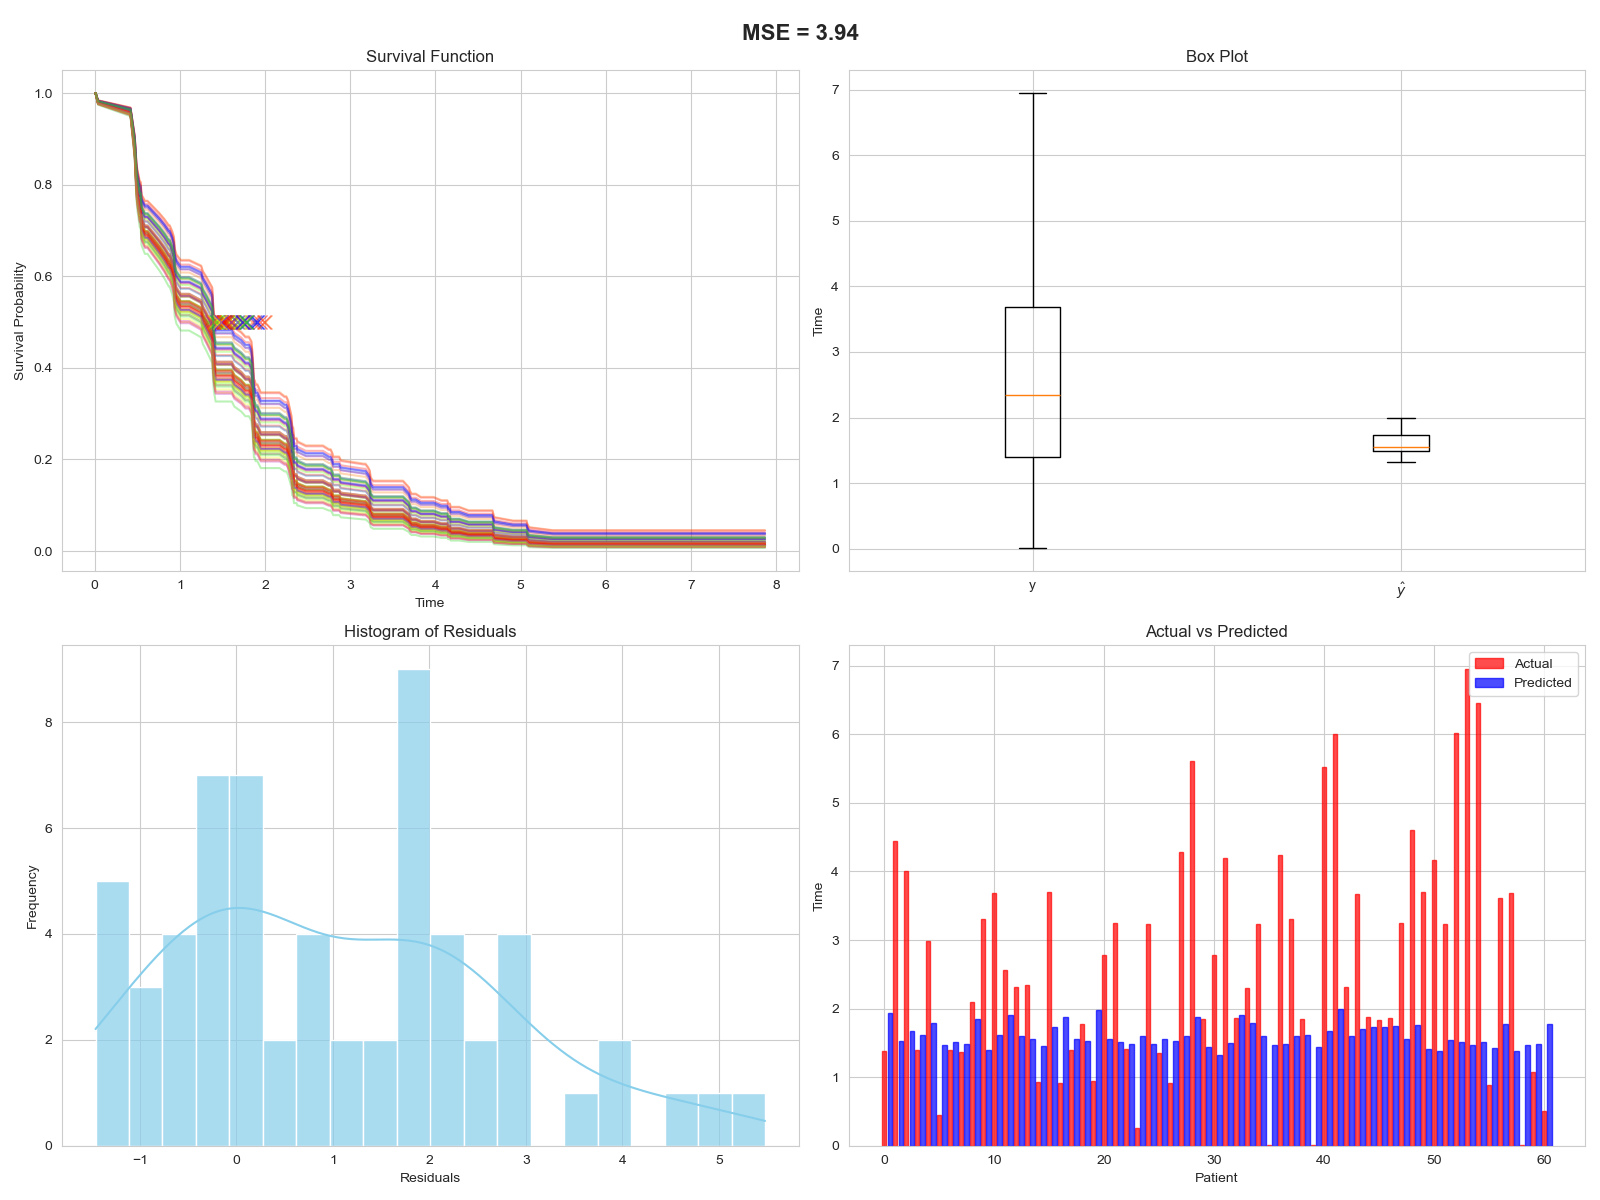 MSE = 3.94
Survival Function
Survival Probability
1.0
0.8
0.6
0.4
0.2
0.0
0 1 2 3 4 5 6 7 8
Time
Box Plot
Time
7
6
5
4
3
2
1
0
y ŷ
Histogram of Residuals
Frequency
8
6
4
2
0
−1 0 1 2 3 4 5
Residuals
Actual vs Predicted
Actual
Predicted
Time
7
6
5
4
3
2
1
0
0 10 20 30 40 50 60
Patient